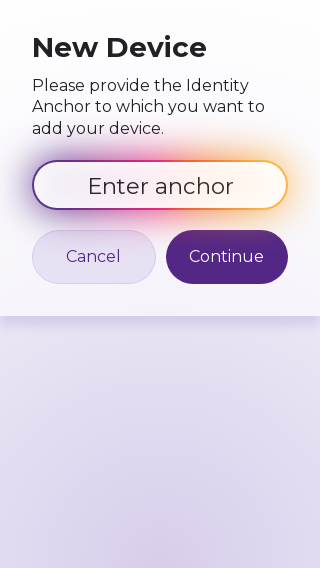 New Device
Please provide the Identity
Anchor to which you want to
add your device.
Enter anchor
Cancel
Continue